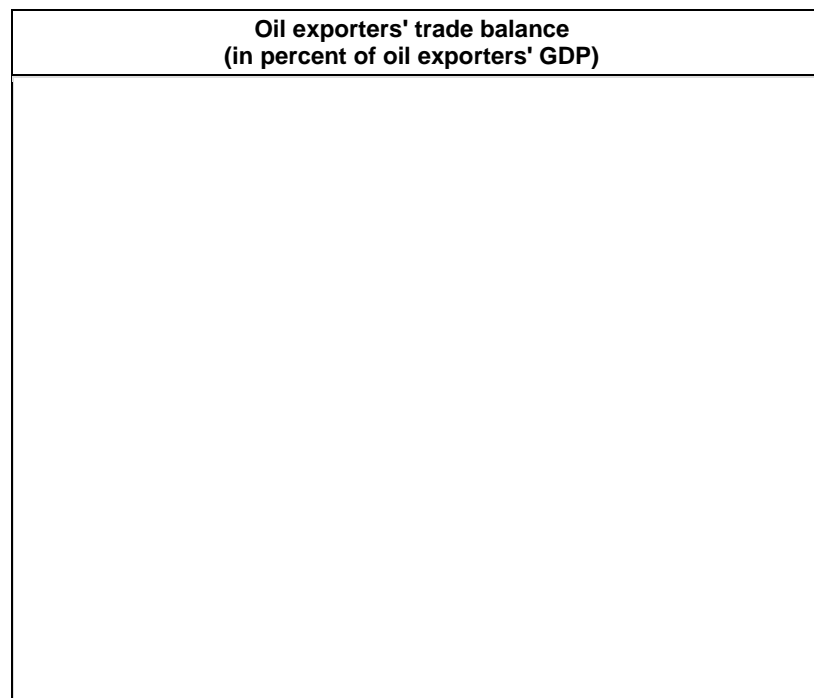 Oil exporters' trade balance
(in percent of oil exporters' GDP)